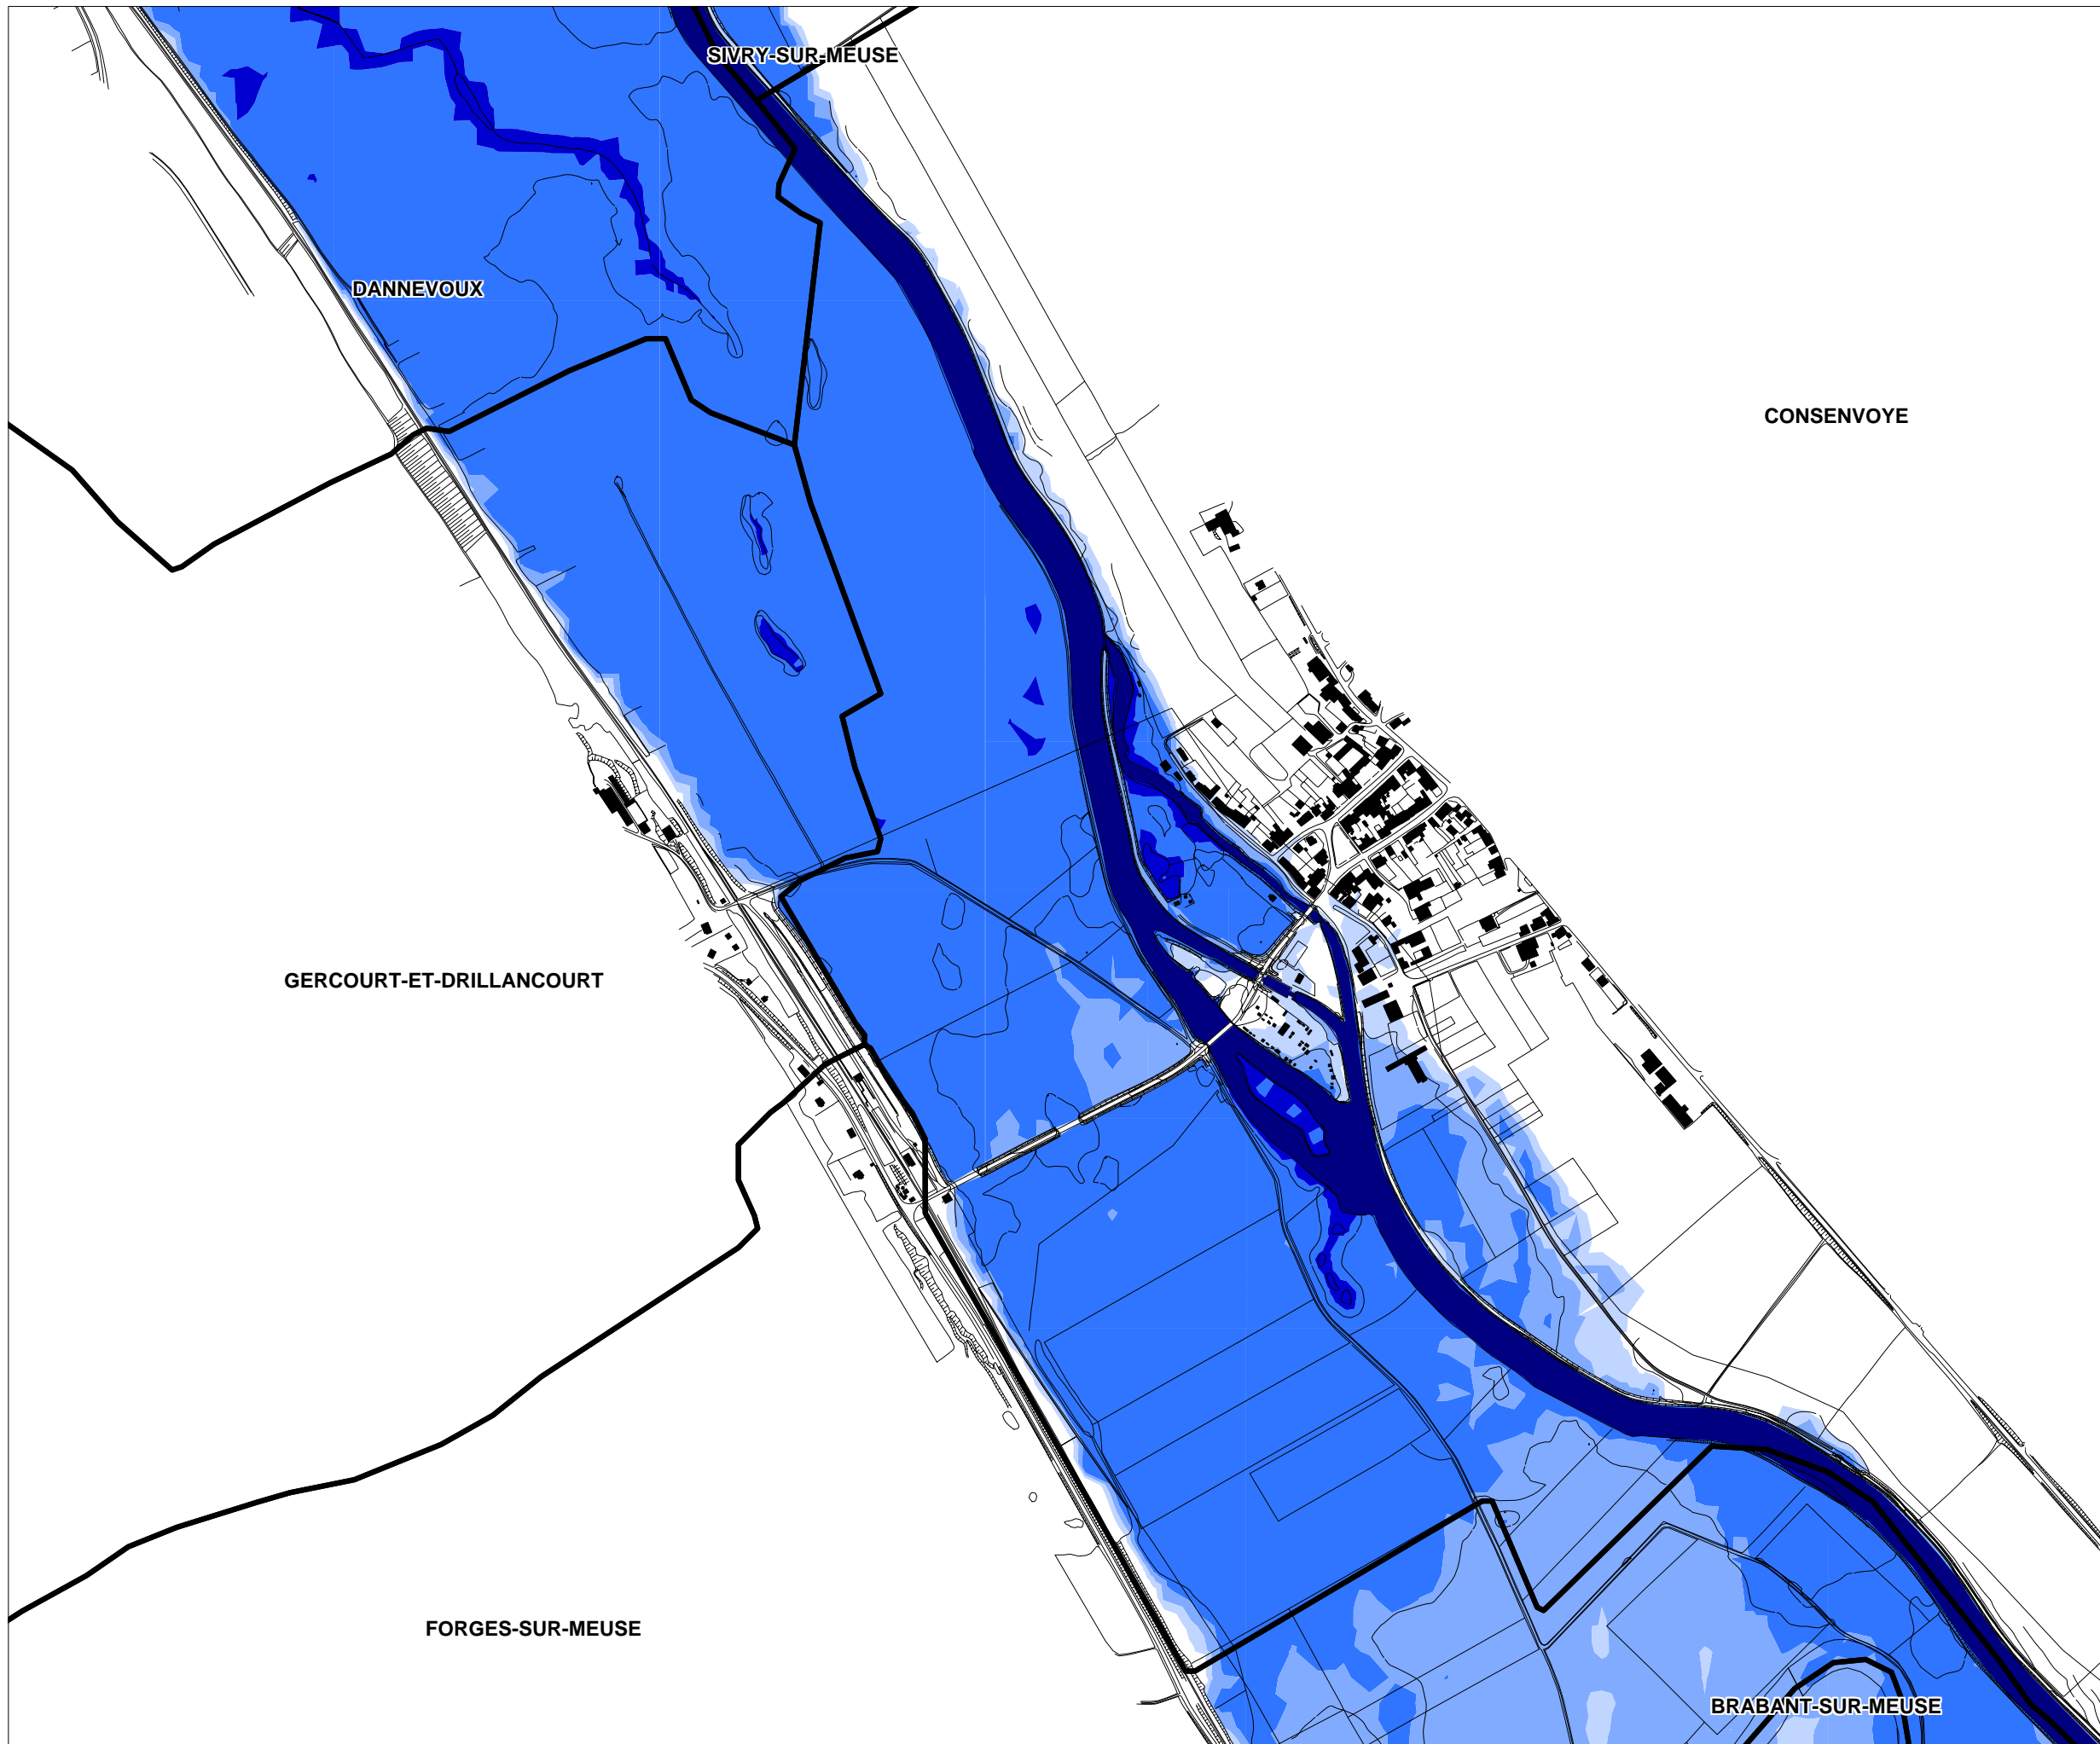 SIVRY-SUR-MEUSE
DANNEVOUX
CONSENVOYE
GERCOURT-ET-DRILLANCOURT
FORGES-SUR-MEUSE
BRABANT-SUR-MEUSE